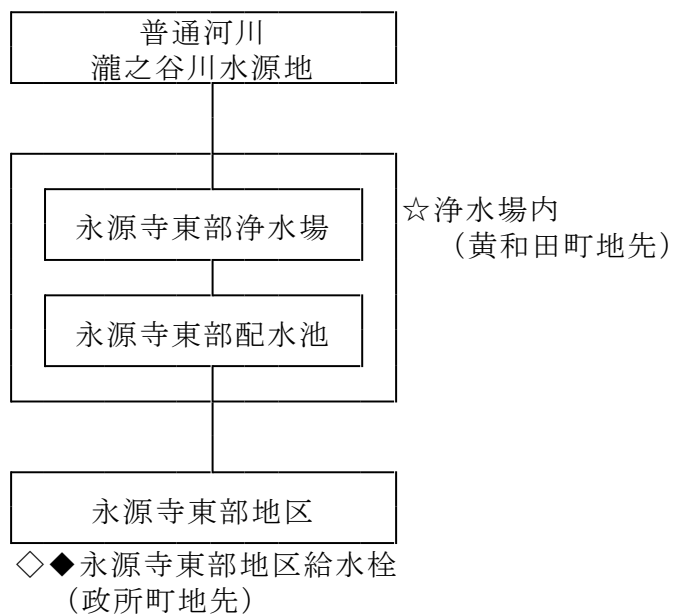 普通河川
瀧之谷川水源地
永源寺東部浄水場
☆浄水場内
(黄和田町地先)
永源寺東部配水池
永源寺東部地区
◇◆永源寺東部地区給水栓
(政所町地先)